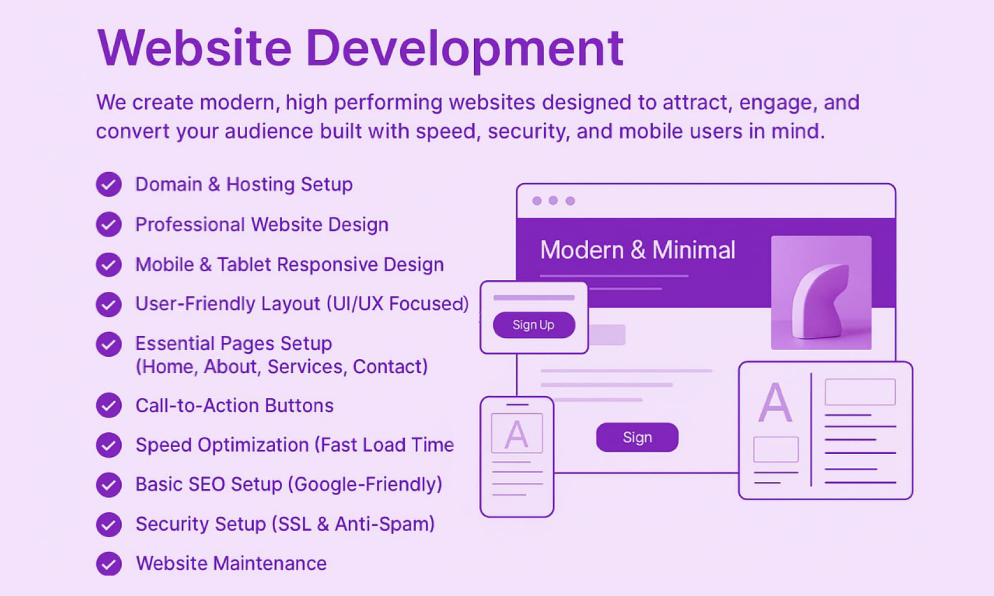 Website Development
We create modern, high performing websites designed to attract, engage, and
convert your audience built with speed, security, and mobile users in mind.
Domain & Hosting Setup
Professional Website Design
Mobile & Tablet Responsive Design
User-Friendly Layout (UI/UX Focused)
Essential Pages Setup
(Home, About, Services, Contact)
Call-to-Action Buttons
Speed Optimization (Fast Load Time
Basic SEO Setup (Google-Friendly)
Security Setup (SSL & Anti-Spam)
Website Maintenance
Modern & Minimal
Sign Up
A
Sign
A